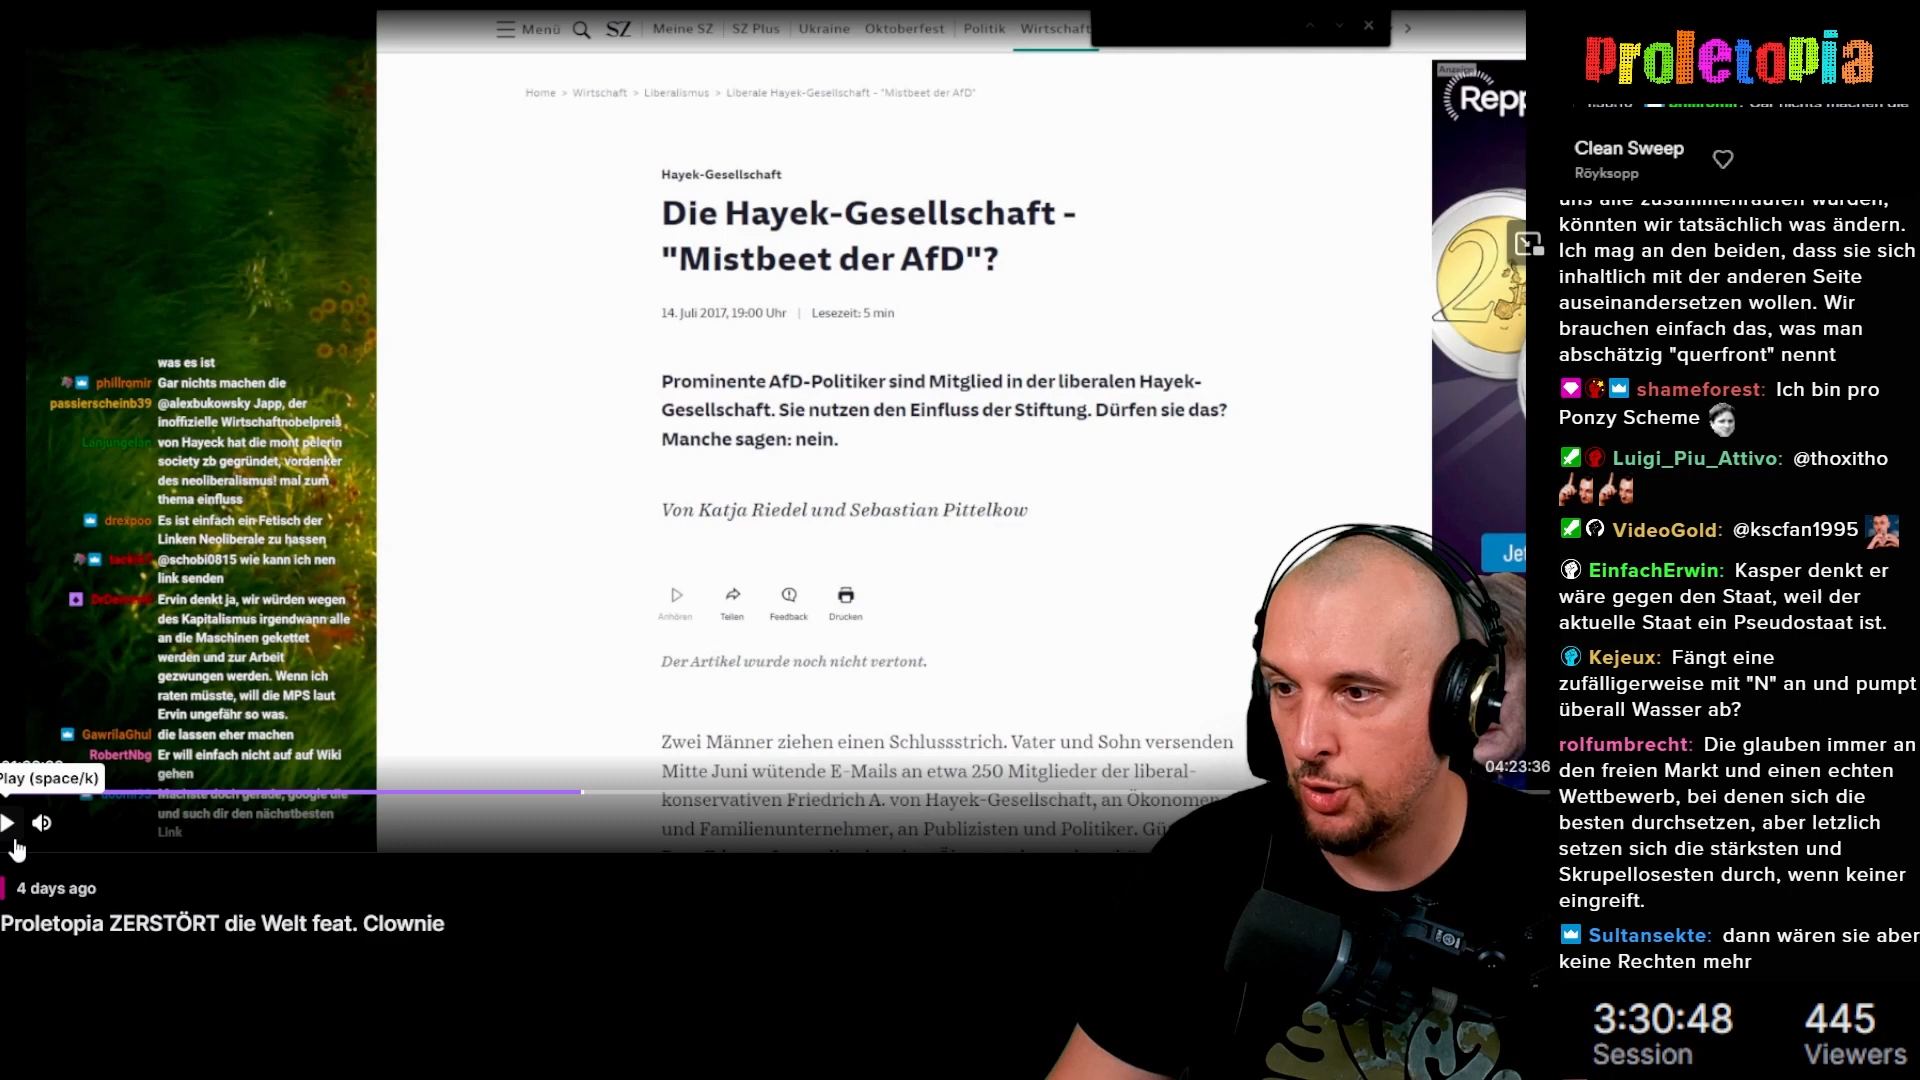 Menü
SZ
Meine SZ
SZ Plus
Ukraine
Oktoberfest
Politik
Wirtschaft
Home > Wirtschaft > Liberalismus > Liberale Hayek-Gesellschaft - "Mistbeet der AfD"
Anzeige
Repp
Hayek-Gesellschaft
Die Hayek-Gesellschaft -
"Mistbeet der AfD"?
14. Juli 2017, 19:00 Uhr | Lesezeit: 5 min
Prominente AfD-Politiker sind Mitglied in der liberalen Hayek-
Gesellschaft. Sie nutzen den Einfluss der Stiftung. Dürfen sie das?
Manche sagen: nein.
Von Katja Riedel und Sebastian Pittelkow
Anhören
Teilen
Feedback
Drucken
Der Artikel wurde noch nicht vertont.
Zwei Männer ziehen einen Schlussstrich. Vater und Sohn versenden
Mitte Juni wütende E-Mails an etwa 250 Mitglieder der liberal-
konservativen Friedrich A. von Hayek-Gesellschaft, an Ökonomen
und Familienunternehmer, an Publizisten und Politiker.
2
Jet
was es ist
phillromir Gar nichts machen die
passierscheinb39 @alexbukowsky Japp, der
inoffizielle Wirtschaftnobelpreis
Lanjungelan von Hayeck hat die mont pelerin
society zb gegründet, vordenker
des neoliberalismus! mal zum
thema einfluss
drexpoo Es ist einfach ein Fetisch der
Linken Neoliberale zu hassen
@schobi0815 wie kann ich nen
link senden
Ervin denkt ja, wir würden wegen
des Kapitalismus irgendwann alle
an die Maschinen gekettet
werden und zur Arbeit
gezwungen werden. Wenn ich
raten müsste, will die MPS laut
Ervin ungefähr so was.
GawrilaGhul die lassen eher machen
RobertNbg Er will einfach nicht auf auf Wiki
gehen
Machste doch gerade, google die
und such dir den nächstbesten
Link
Play (space/k)
04:23:36
4 days ago
Proletopia ZERSTÖRT die Welt feat. Clownie
Proletopia
Clean Sweep
Röyksopp
uns alle zusammenraufen würden,
könnten wir tatsächlich was ändern.
Ich mag an den beiden, dass sie sich
inhaltlich mit der anderen Seite
auseinandersetzen wollen. Wir
brauchen einfach das, was man
abschätzig "querfront" nennt
shameforest: Ich bin pro
Ponzy Scheme
Luigi_Piu_Attivo: @thoxitho
VideoGold: @kscfan1995
EinfachErwin: Kasper denkt er
wäre gegen den Staat, weil der
aktuelle Staat ein Pseudostaat ist.
Kejeux: Fängt eine
zufälligerweise mit "N" an und pumpt
überall Wasser ab?
rolfumbrecht: Die glauben immer an
den freien Markt und einen echten
Wettbewerb, bei denen sich die
besten durchsetzen, aber letzlich
setzen sich die stärksten und
Skrupellosesten durch, wenn keiner
eingreift.
Sultansekte: dann wären sie aber
keine Rechten mehr
3:30:48
Session
445
Viewers